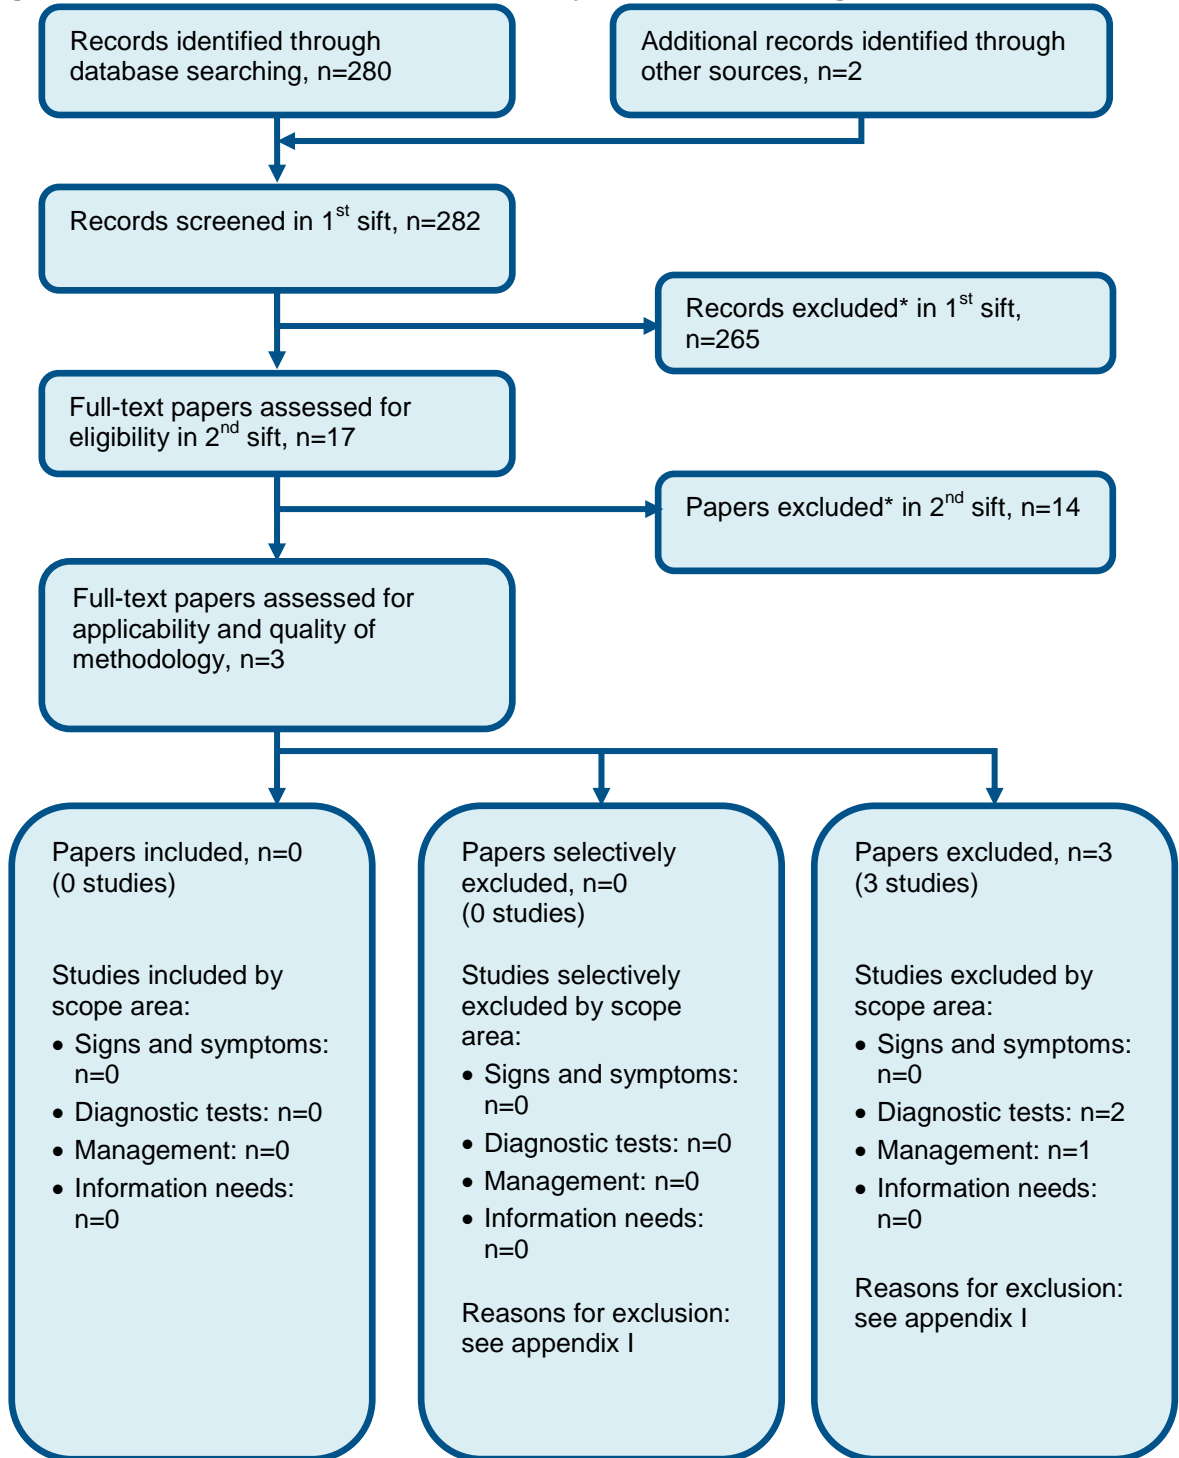 Records identified through
database searching, n=280
Additional records identified through
other sources, n=2
Records screened in 1st sift, n=282
Records excluded* in 1st sift,
n=265
Full-text papers assessed for
eligibility in 2nd sift, n=17
Papers excluded* in 2nd sift, n=14
Full-text papers assessed for
applicability and quality of
methodology, n=3
Papers included, n=0
(0 studies)
Studies included by
scope area:
• Signs and symptoms:
n=0
• Diagnostic tests: n=0
• Management: n=0
• Information needs:
n=0
Papers selectively
excluded, n=0
(0 studies)
Studies selectively
excluded by scope
area:
• Signs and symptoms:
n=0
• Diagnostic tests: n=0
• Management: n=0
• Information needs:
n=0
Reasons for exclusion:
see appendix I
Papers excluded, n=3
(3 studies)
Studies excluded by
scope area:
• Signs and symptoms:
n=0
• Diagnostic tests: n=2
• Management: n=1
• Information needs:
n=0
Reasons for exclusion:
see appendix I